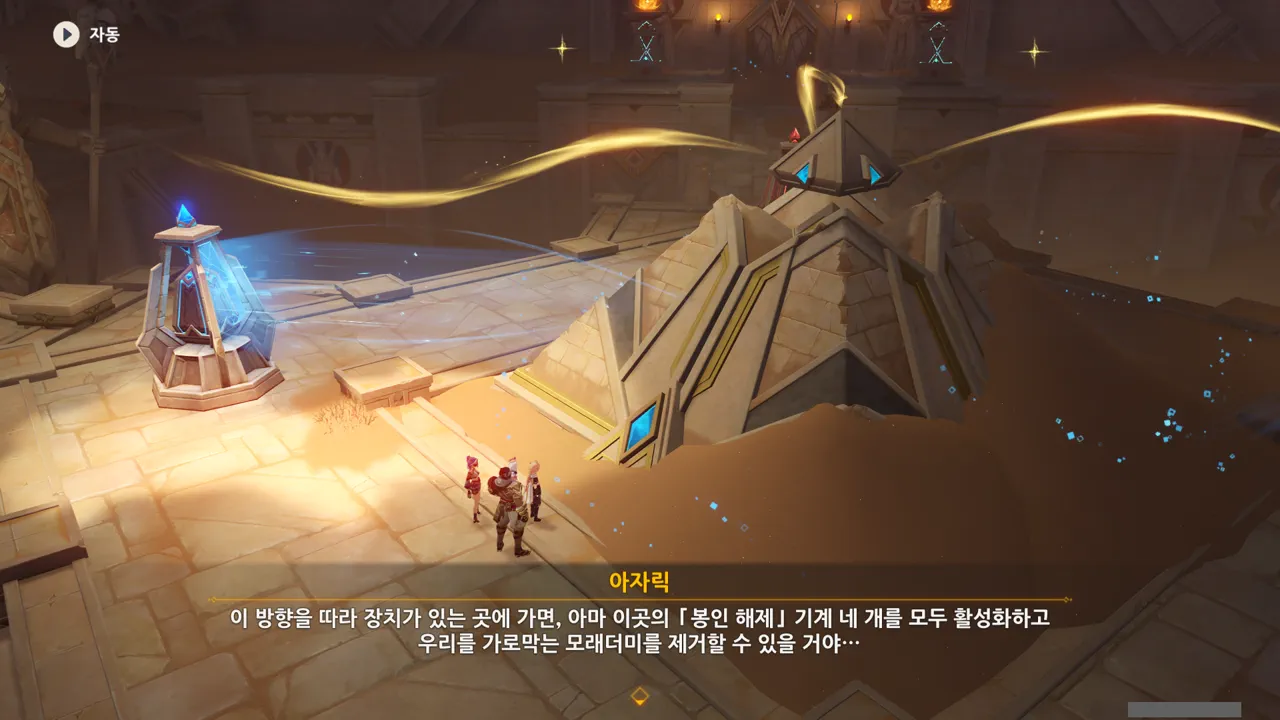 자동
아자릭
이 방향을 따라 장치가 있는 곳에 가면, 아마 이곳의 「봉인 해제」 기계 네 개를 모두 활성화하고
우리를 가로막는 모래더미를 제거할 수 있을 거야…